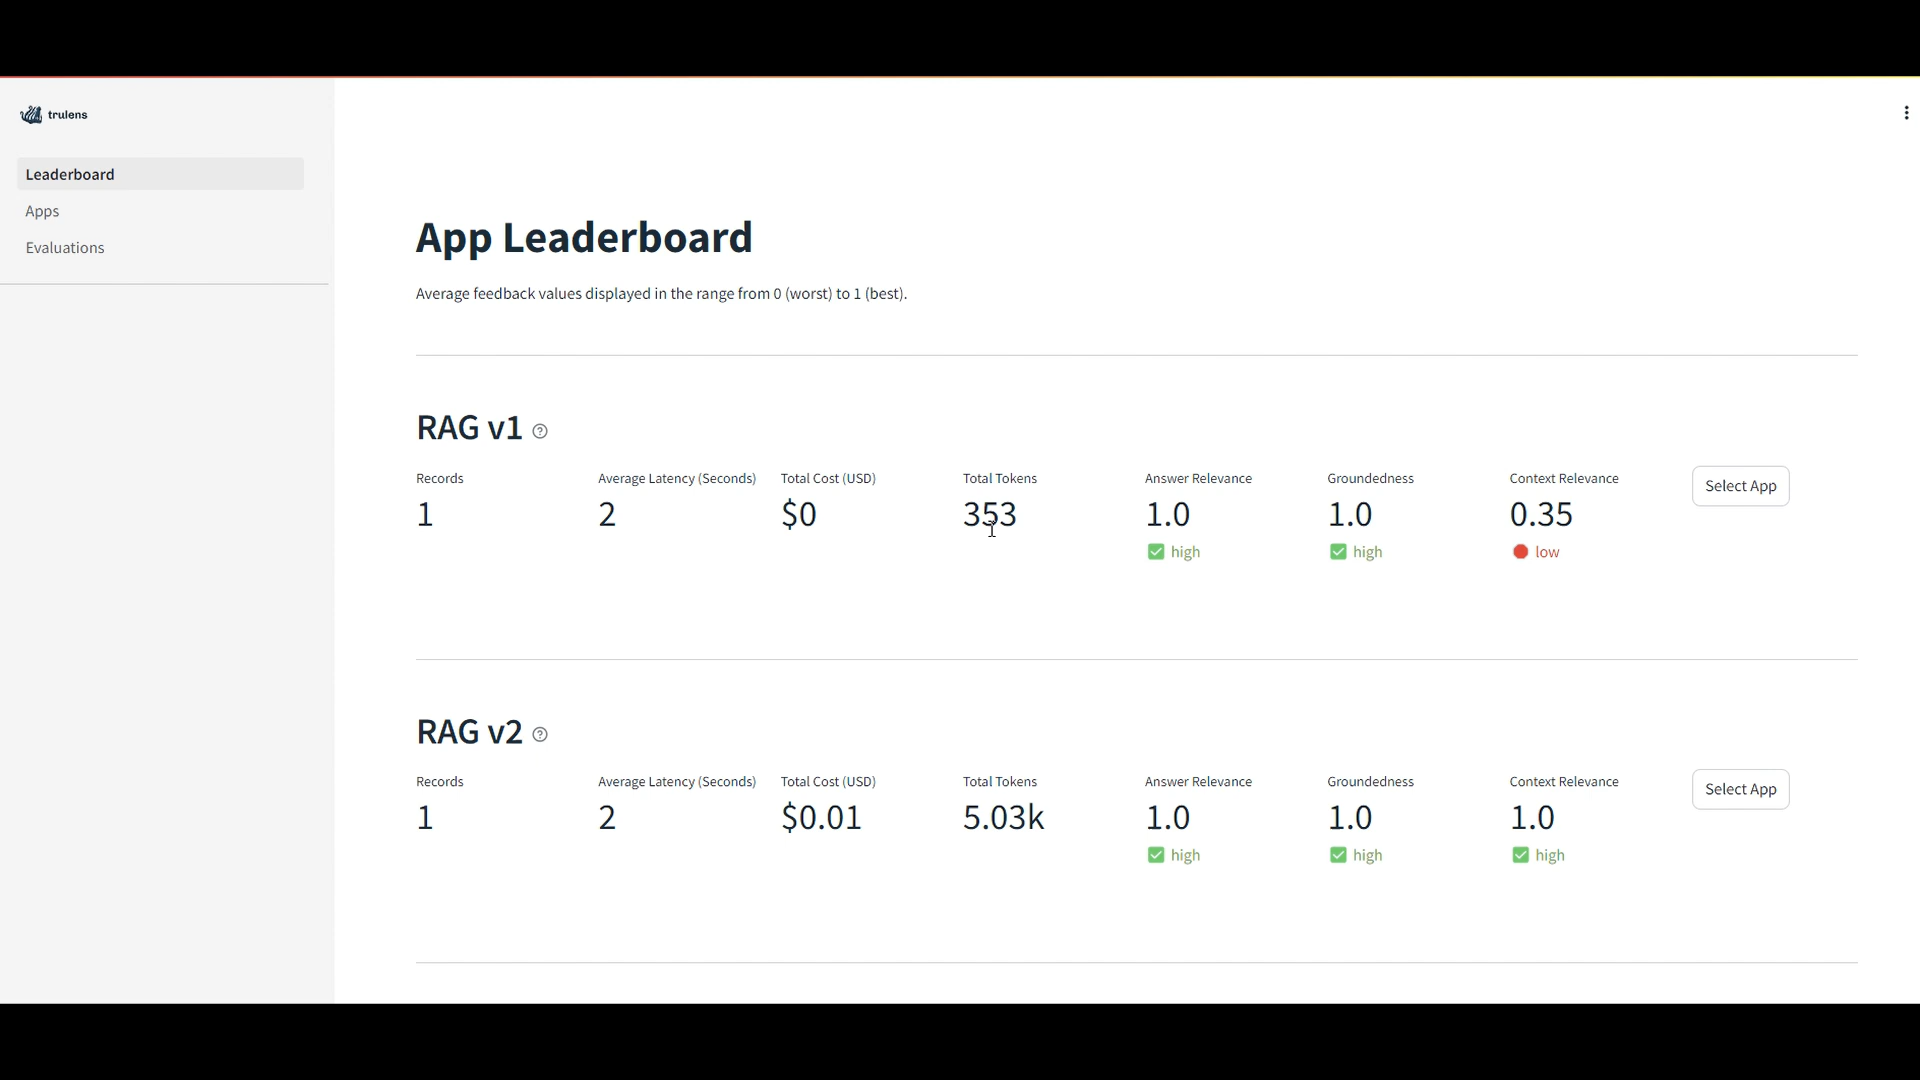 trulens
Leaderboard
Apps
Evaluations
App Leaderboard
Average feedback values displayed in the range from 0 (worst) to 1 (best).
RAG v1
Records Average Latency (Seconds) Total Cost (USD) Total Tokens Answer Relevance Groundedness Context Relevance Select App
1 2 $0 353 1.0 1.0 0.35
high high low
RAG v2
Records Average Latency (Seconds) Total Cost (USD) Total Tokens Answer Relevance Groundedness Context Relevance Select App
1 2 $0.01 5.03k 1.0 1.0 1.0
high high high